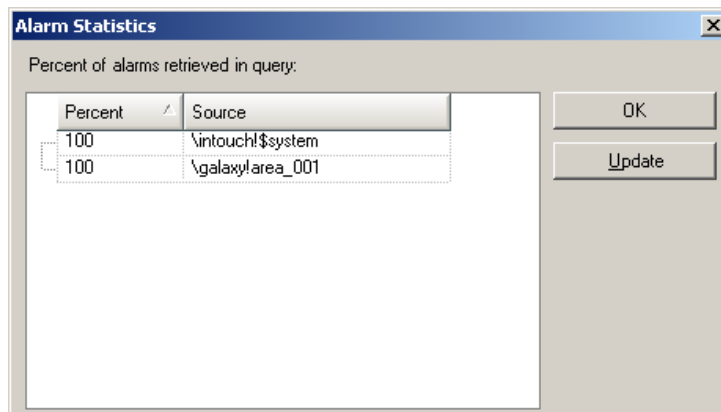 Alarm Statistics
Percent of alarms retrieved in query:
Percent Source
100 \intouch!$system
100 \galaxy!area_001
OK
Update